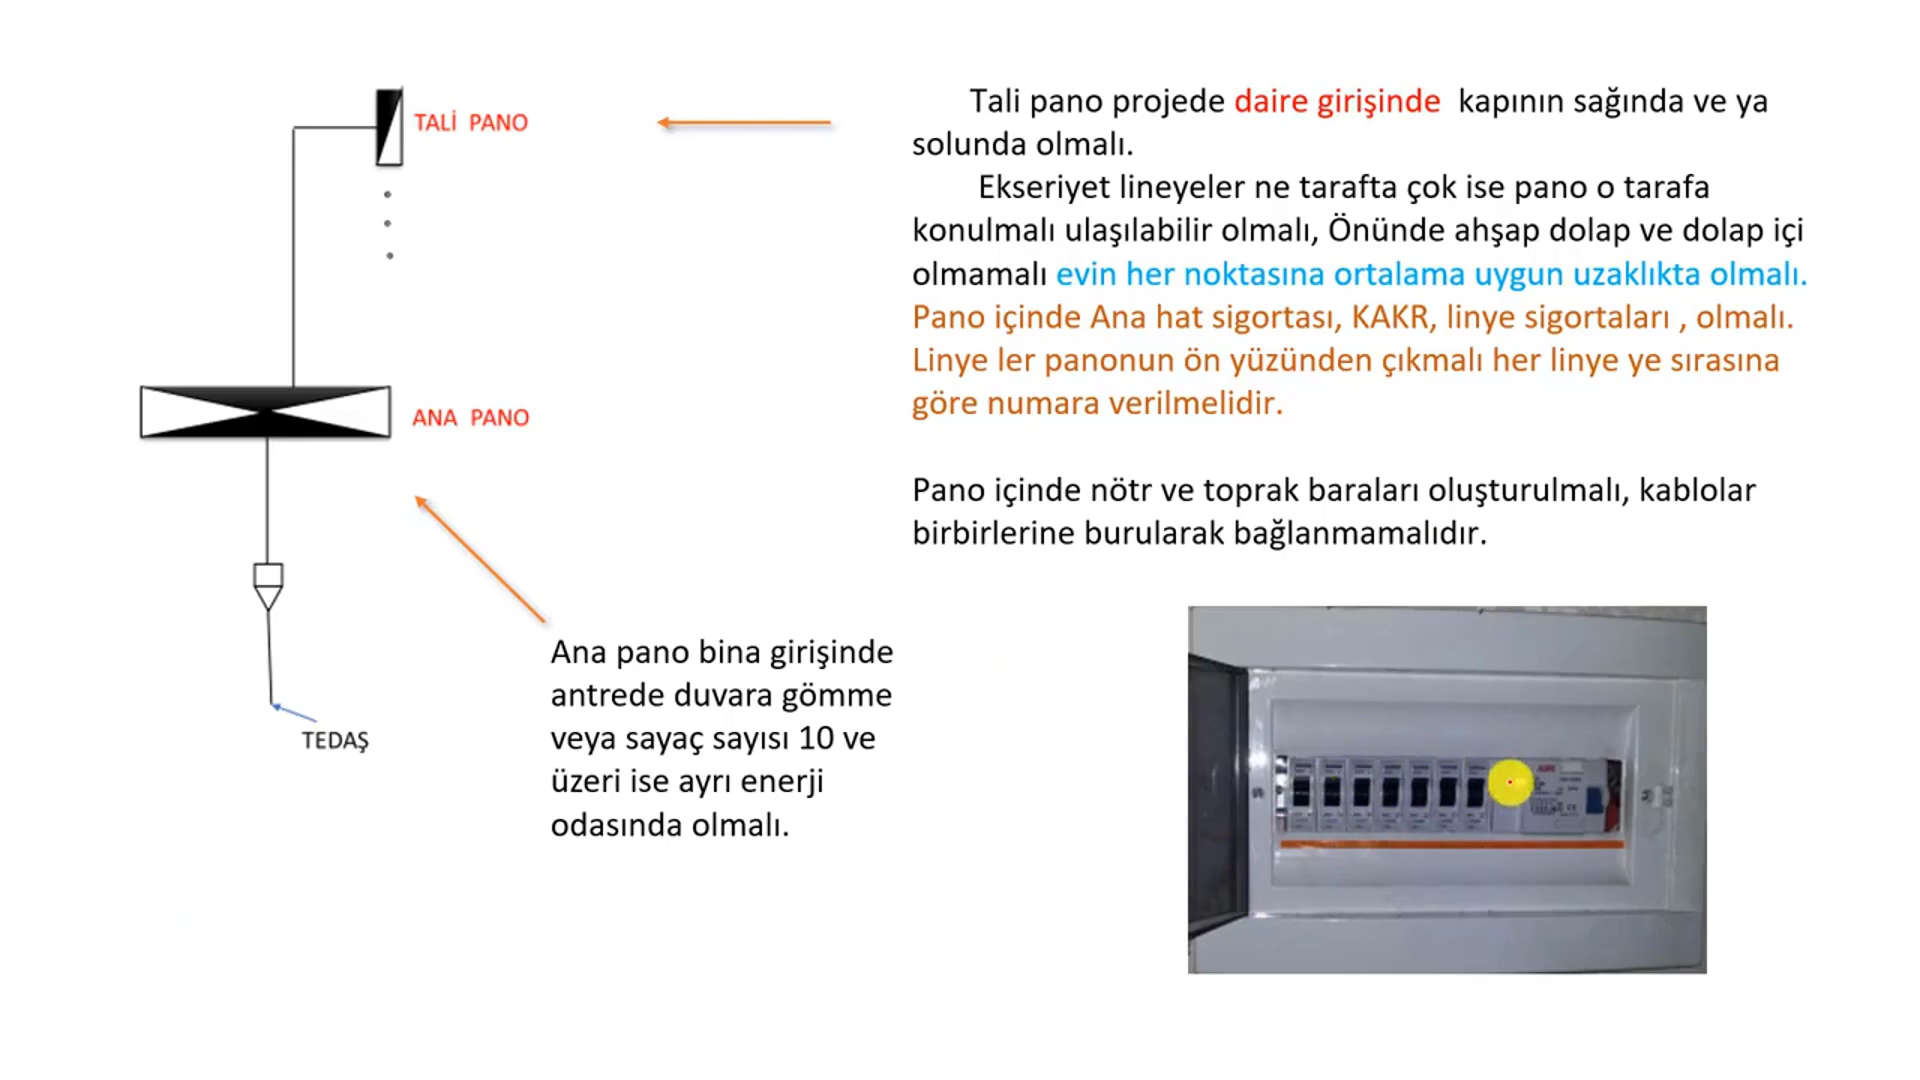 TALİ PANO
ANA PANO
TEDAŞ
Ana pano bina girişinde
antrede duvara gömme
veya sayaç sayısı 10 ve
üzeri ise ayrı enerji
odasında olmalı.
Tali pano projede daire girişinde kapının sağında ve ya
solunda olmalı.
Ekseriyet lineyeler ne tarafta çok ise pano o tarafa
konulmalı ulaşılabilir olmalı, Önünde ahşap dolap ve dolap içi
olmamalı evin her noktasına ortalama uygun uzaklıkta olmalı.
Pano içinde Ana hat sigortası, KAKR, linye sigortaları , olmalı.
Linye ler panonun ön yüzünden çıkmalı her linye ye sırasına
göre numara verilmelidir.
Pano içinde nötr ve toprak baraları oluşturulmalı, kablolar
birbirlerine burularak bağlanmamalıdır.